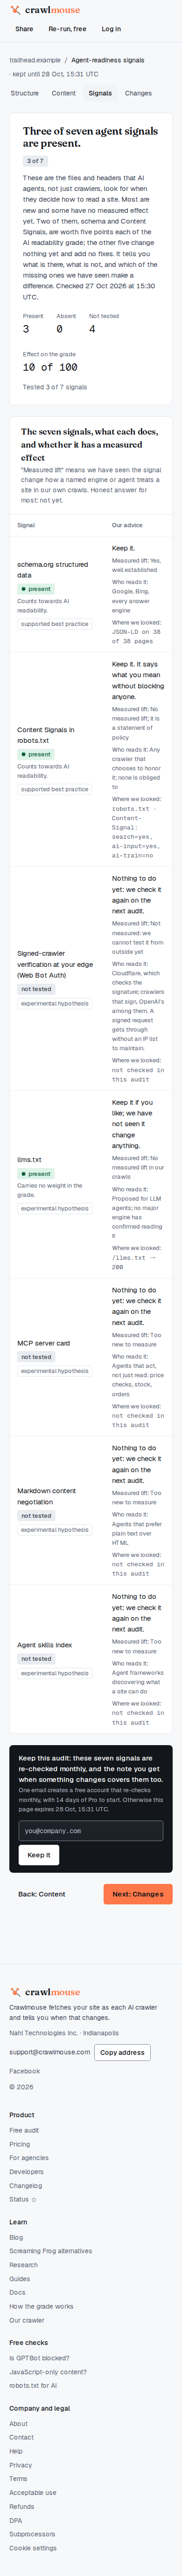 crawlmouse
Share Re-run, free Log in
trailhead.example / Agent-readiness signals
· kept until 28 Oct, 15:31 UTC
Structure Content Signals Changes
Three of seven agent signals
are present.
3 of 7
These are the files and headers that AI
agents, not just crawlers, look for when
they decide how to read a site. Most are
new and some have no measured effect
yet. Two of them, schema and Content
Signals, are worth five points each of the
AI readability grade; the other five change
nothing yet and add no fixes. It tells you
what is there, what is not, and which of the
missing ones we have seen make a
difference. Checked 27 Oct 2026 at 15:30
UTC.
Present Absent Not tested
3 0 4
Effect on the grade
10 of 100
Tested 3 of 7 signals
The seven signals, what each does,
and whether it has a measured
effect
"Measured lift" means we have seen the signal
change how a named engine or agent treats a
site in our own crawls. Honest answer for
most: not yet.
Signal Our advice
schema.org structured
data
present
Counts towards AI
readability.
supported best practice
Keep it.
Measured lift: Yes,
well established
Who reads it:
Google, Bing,
every answer
engine
Where we looked:
JSON-LD on 38
of 38 pages
Content Signals in
robots.txt
present
Counts towards AI
readability.
supported best practice
Keep it. It says
what you mean
without blocking
anyone.
Measured lift: No
measured lift; it is
a statement of
policy
Who reads it: Any
crawler that
chooses to honor
it; none is obliged
to
Where we looked:
robots.txt ·
Content-
Signal:
search=yes,
ai-input=yes,
ai-train=no
Signed-crawler
verification at your edge
(Web Bot Auth)
not tested
experimental hypothesis
Nothing to do
yet: we check it
again on the
next audit.
Measured lift: Not
measured: we
cannot test it from
outside yet
Who reads it:
Cloudflare, which
checks the
signature; crawlers
that sign, OpenAI's
among them. A
signed request
gets through
without an IP list
to maintain.
Where we looked:
not checked in
this audit
llms.txt
present
Carries no weight in the
grade.
experimental hypothesis
Keep it if you
like; we have
not seen it
change
anything.
Measured lift: No
measured lift in our
crawls
Who reads it:
Proposed for LLM
agents; no major
engine has
confirmed reading
it
Where we looked:
/llms.txt →
200
MCP server card
not tested
experimental hypothesis
Nothing to do
yet: we check it
again on the
next audit.
Measured lift: Too
new to measure
Who reads it:
Agents that act,
not just read: price
checks, stock,
orders
Where we looked:
not checked in
this audit
Markdown content
negotiation
not tested
experimental hypothesis
Nothing to do
yet: we check it
again on the
next audit.
Measured lift: Too
new to measure
Who reads it:
Agents that prefer
plain text over
HTML
Where we looked:
not checked in
this audit
Agent skills index
not tested
experimental hypothesis
Nothing to do
yet: we check it
again on the
next audit.
Measured lift: Too
new to measure
Who reads it:
Agent frameworks
discovering what
a site can do
Where we looked:
not checked in
this audit
Keep this audit: these seven signals are
re-checked monthly, and the note you get
when something changes covers them too.
One email creates a free account that re-checks
monthly, with 14 days of Pro to start. Otherwise this
page expires 28 Oct, 15:31 UTC.
you@company.com
Keep it
Back: Content Next: Changes
crawlmouse
Crawlmouse fetches your site as each AI crawler
and tells you when that changes.
Nahl Technologies Inc. · Indianapolis
support@crawlmouse.com Copy address
Facebook
© 2026
Product
Free audit
Pricing
For agencies
Developers
Changelog
Status
Learn
Blog
Screaming Frog alternatives
Research
Guides
Docs
How the grade works
Our crawler
Free checks
Is GPTBot blocked?
JavaScript-only content?
robots.txt for AI
Company and legal
About
Contact
Help
Privacy
Terms
Acceptable use
Refunds
DPA
Subprocessors
Cookie settings